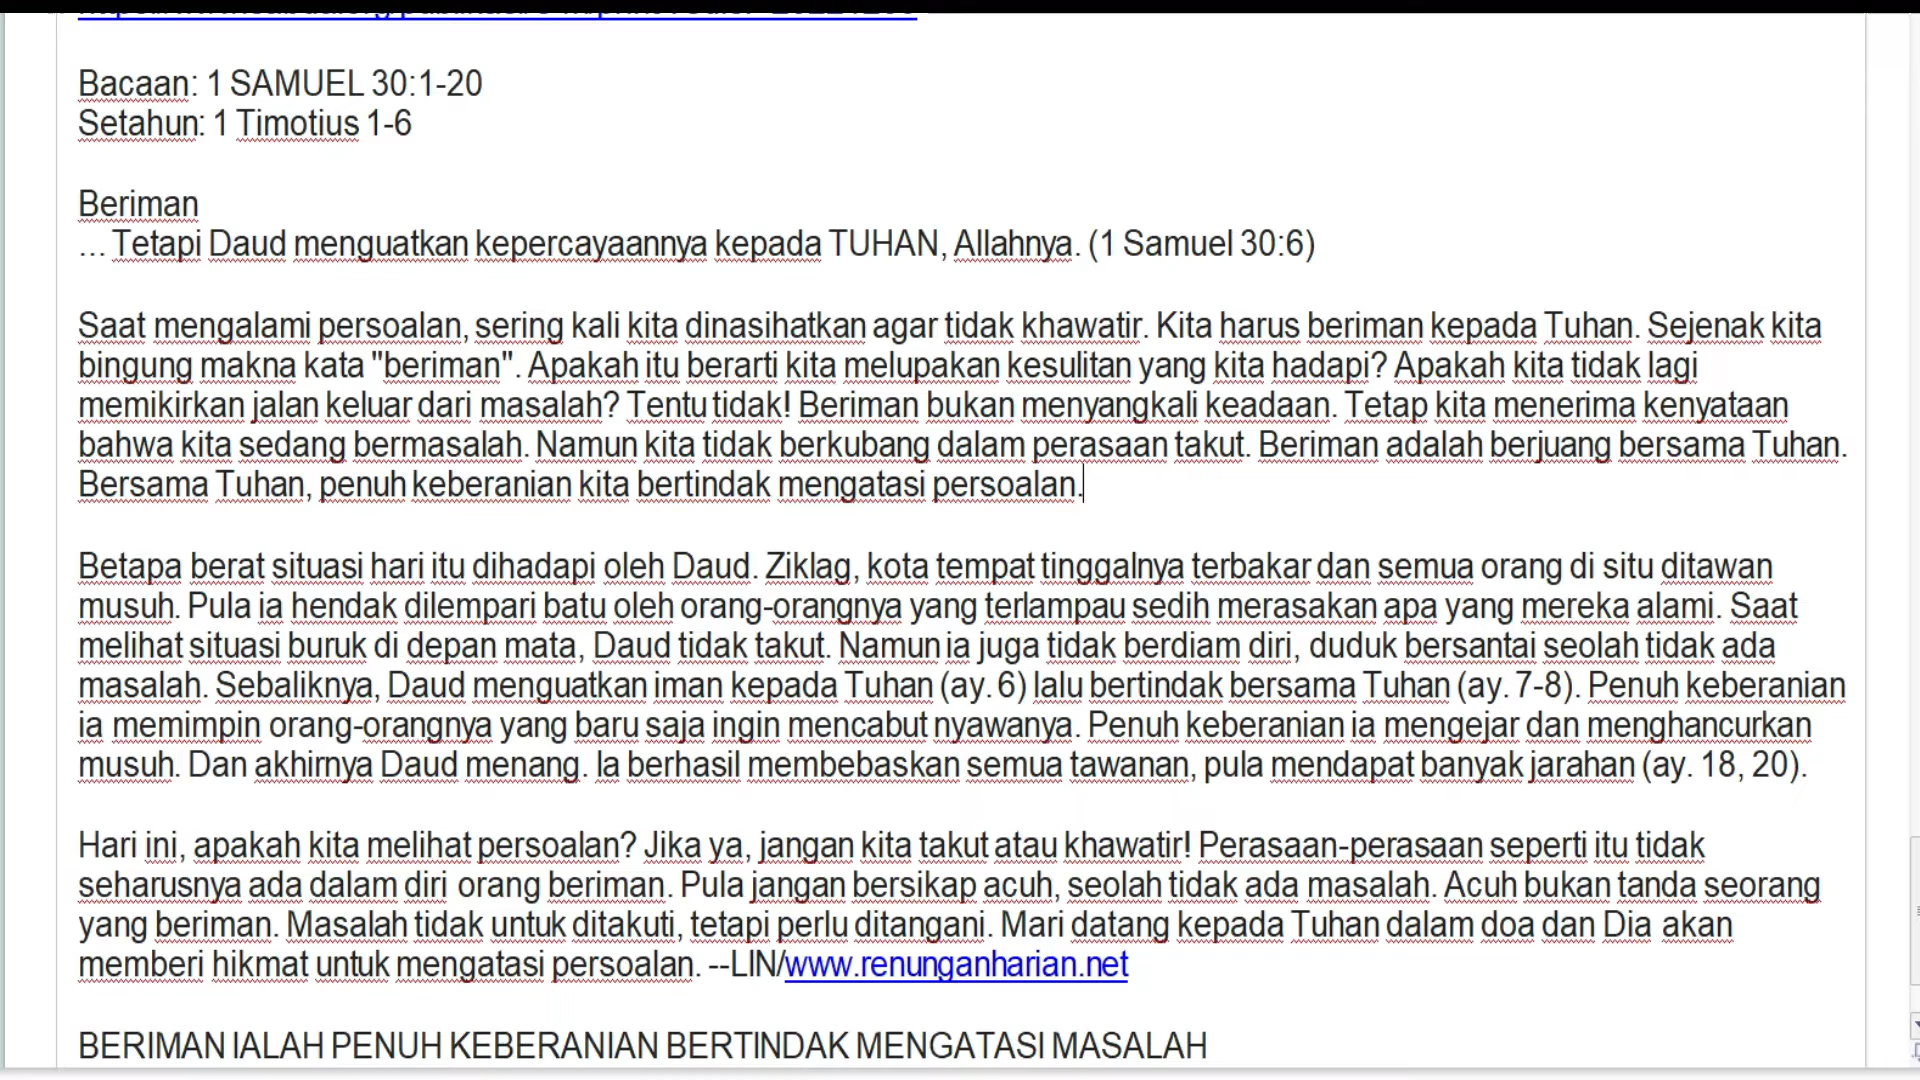 Bacaan: 1 SAMUEL 30:1-20
Setahun: 1 Timotius 1-6
Beriman
... Tetapi Daud menguatkan kepercayaannya kepada TUHAN, Allahnya. (1 Samuel 30:6)
Saat mengalami persoalan, sering kali kita dinasihatkan agar tidak khawatir. Kita harus beriman kepada Tuhan. Sejenak kita
bingung makna kata "beriman". Apakah itu berarti kita melupakan kesulitan yang kita hadapi? Apakah kita tidak lagi
memikirkan jalan keluar dari masalah? Tentu tidak! Beriman bukan menyangkali keadaan. Tetap kita menerima kenyataan
bahwa kita sedang bermasalah. Namun kita tidak berkubang dalam perasaan takut. Beriman adalah berjuang bersama Tuhan.
Bersama Tuhan, penuh keberanian kita bertindak mengatasi persoalan.
Betapa berat situasi hari itu dihadapi oleh Daud. Ziklag, kota tempat tinggalnya terbakar dan semua orang di situ ditawan
musuh. Pula ia hendak dilempari batu oleh orang-orangnya yang terlampau sedih merasakan apa yang mereka alami. Saat
melihat situasi buruk di depan mata, Daud tidak takut. Namun ia juga tidak berdiam diri, duduk bersantai seolah tidak ada
masalah. Sebaliknya, Daud menguatkan iman kepada Tuhan (ay. 6) lalu bertindak bersama Tuhan (ay. 7-8). Penuh keberanian
ia memimpin orang-orangnya yang baru saja ingin mencabut nyawanya. Penuh keberanian ia mengejar dan menghancurkan
musuh. Dan akhirnya Daud menang. Ia berhasil membebaskan semua tawanan, pula mendapat banyak jarahan (ay. 18, 20).
Hari ini, apakah kita melihat persoalan? Jika ya, jangan kita takut atau khawatir! Perasaan-perasaan seperti itu tidak
seharusnya ada dalam diri orang beriman. Pula jangan bersikap acuh, seolah tidak ada masalah. Acuh bukan tanda seorang
yang beriman. Masalah tidak untuk ditakuti, tetapi perlu ditangani. Mari datang kepada Tuhan dalam doa dan Dia akan
memberi hikmat untuk mengatasi persoalan. --LIN/www.renunganharian.net
BERIMAN IALAH PENUH KEBERANIAN BERTINDAK MENGATASI MASALAH